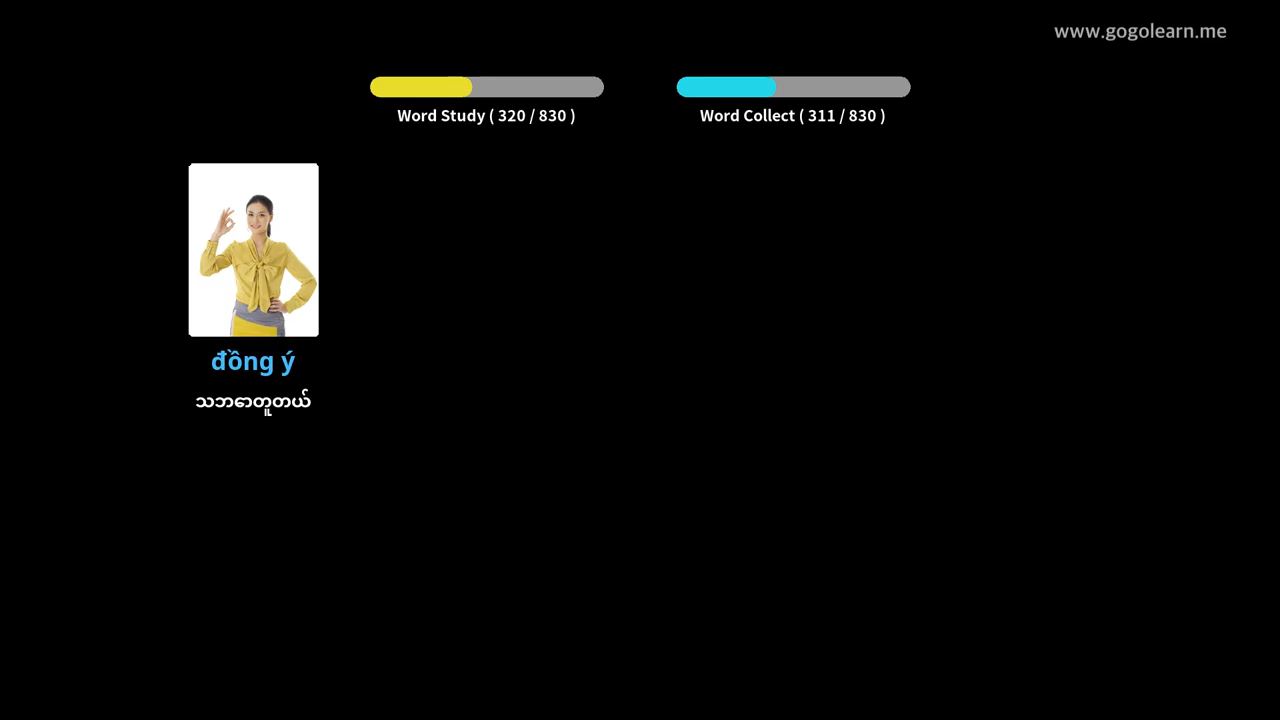 www.gogolearn.me
Word Study ( 320 / 830 )
Word Collect ( 311 / 830 )
đồng ý
သဘောတူတယ်